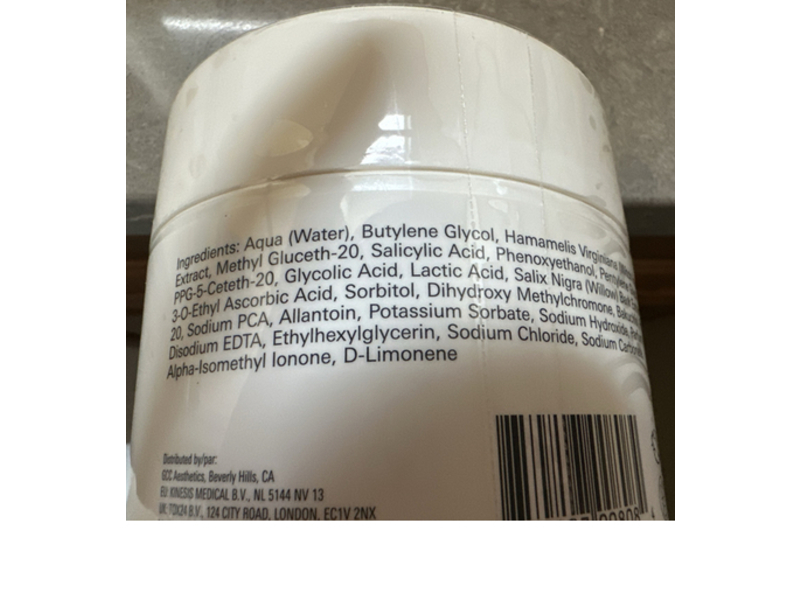 Ingredients: Aqua (Water), Butylene Glycol, Hamamelis Virginiana
Extract, Methyl Gluceth-20, Salicylic Acid, Phenoxyethanol, Pentylene
PPG-5-Ceteth-20, Glycolic Acid, Lactic Acid, Salix Nigra (Willow) Bark
3-O-Ethyl Ascorbic Acid, Sorbitol, Dihydroxy Methylchromone,
20, Sodium PCA, Allantoin, Potassium Sorbate, Sodium Hydroxide,
Disodium EDTA, Ethylhexylglycerin, Sodium Chloride, Sodium
Alpha-Isomethyl Ionone, D-Limonene
Distributed by/par:
GCC Aesthetics, Beverly Hills, CA
EU: KINESIS MEDICAL B.V., NL 5144 NV 13
B.V., 124 CITY ROAD, LONDON, EC1V 2NX